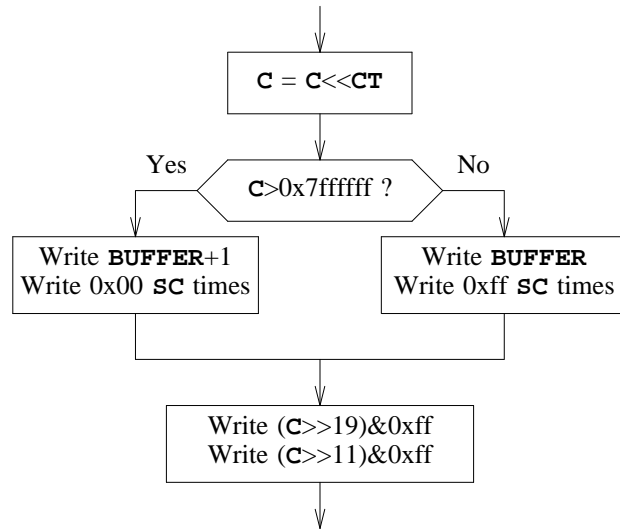 C = C<<CT
Yes
No
C>0x7ffffff ?
Write BUFFER+1
Write 0x00 SC times
Write BUFFER
Write 0xff SC times
Write (C>>19)&0xff
Write (C>>11)&0xff